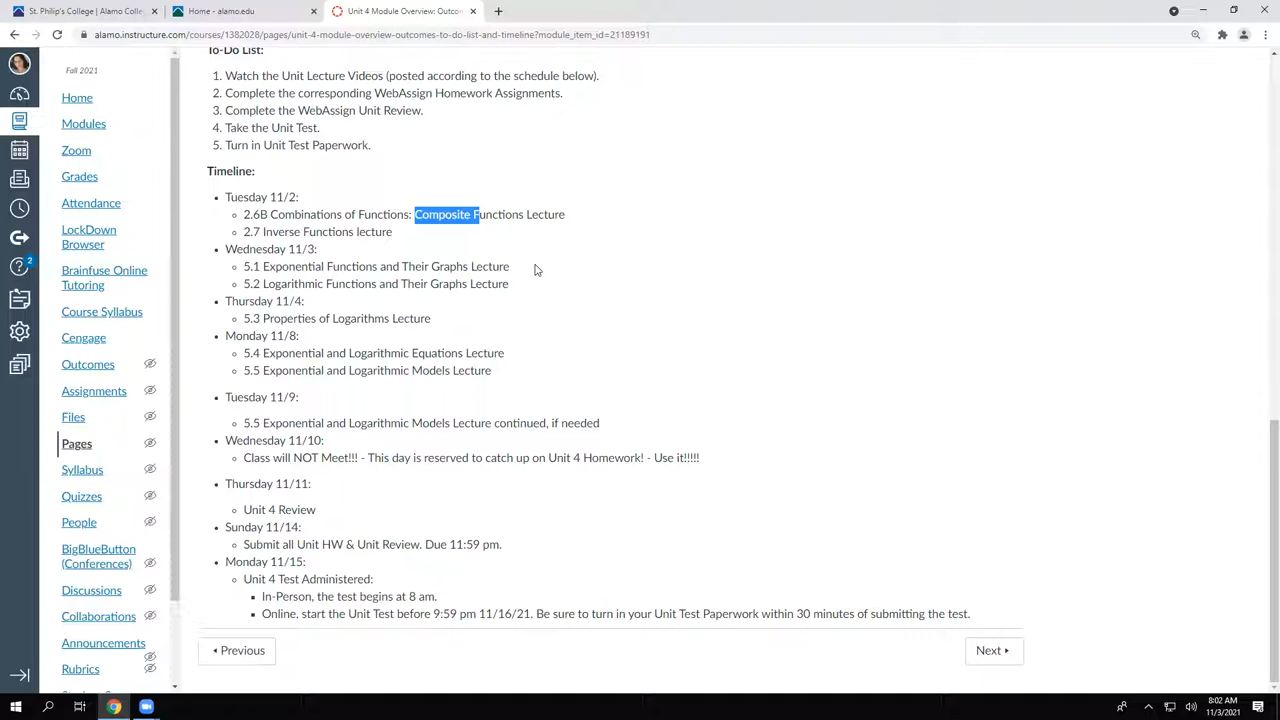 St. Philip's College | Alamo Colle
Home - alamo.edu
Unit 4 Module Overview: Outcom
alamo.instructure.com/courses/1382028/pages/unit-4-module-overview-outcomes-to-do-list-and-timeline?module_item_id=21189191
Fall 2021
Home
Modules
Zoom
Grades
Attendance
LockDown
Browser
Brainfuse Online
Tutoring
Course Syllabus
Cengage
Outcomes
Assignments
Files
Pages
Syllabus
Quizzes
People
BigBlueButton
(Conferences)
Discussions
Collaborations
Announcements
Rubrics
2
To-Do List:
1. Watch the Unit Lecture Videos (posted according to the schedule below).
2. Complete the corresponding WebAssign Homework Assignments.
3. Complete the WebAssign Unit Review.
4. Take the Unit Test.
5. Turn in Unit Test Paperwork.
Timeline:
Tuesday 11/2:
2.6B Combinations of Functions: Composite Functions Lecture
2.7 Inverse Functions lecture
Wednesday 11/3:
5.1 Exponential Functions and Their Graphs Lecture
5.2 Logarithmic Functions and Their Graphs Lecture
Thursday 11/4:
5.3 Properties of Logarithms Lecture
Monday 11/8:
5.4 Exponential and Logarithmic Equations Lecture
5.5 Exponential and Logarithmic Models Lecture
Tuesday 11/9:
5.5 Exponential and Logarithmic Models Lecture continued, if needed
Wednesday 11/10:
Class will NOT Meet!!! - This day is reserved to catch up on Unit 4 Homework! - Use it!!!!!
Thursday 11/11:
Unit 4 Review
Sunday 11/14:
Submit all Unit HW & Unit Review. Due 11:59 pm.
Monday 11/15:
Unit 4 Test Administered:
In-Person, the test begins at 8 am.
Online, start the Unit Test before 9:59 pm 11/16/21. Be sure to turn in your Unit Test Paperwork within 30 minutes of submitting the test.
Previous
Next
8:02 AM
11/3/2021